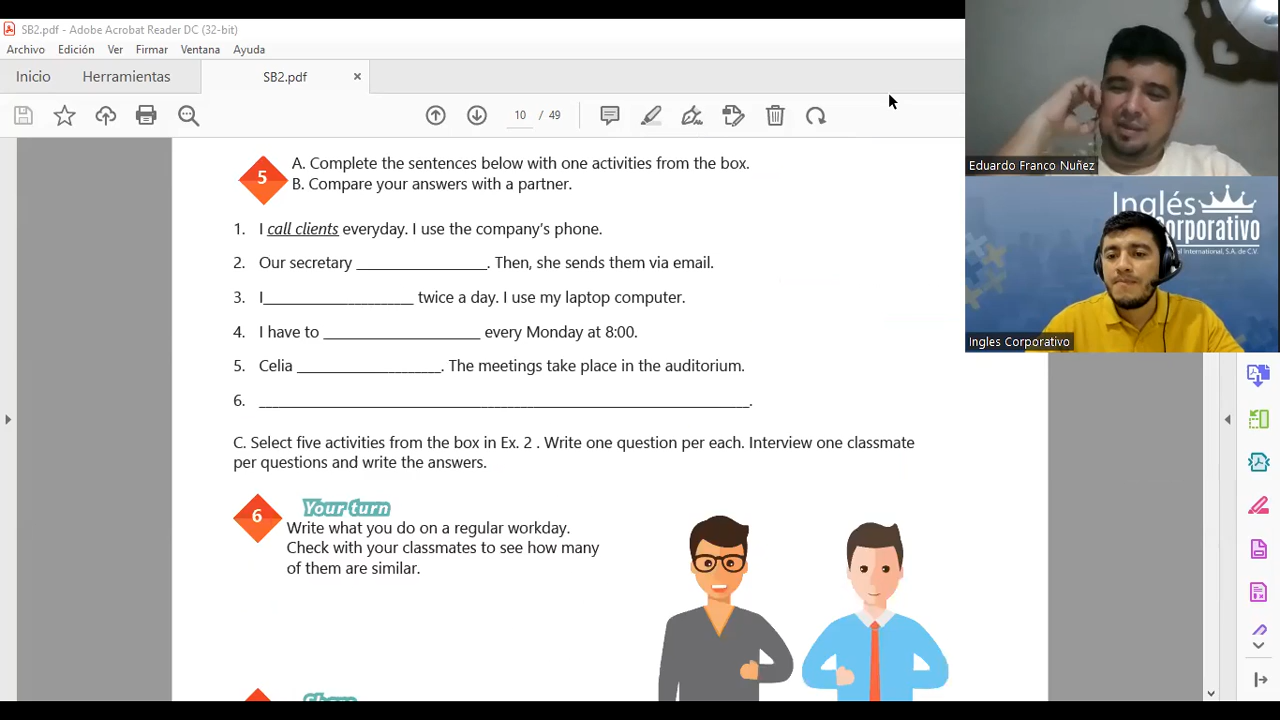 SB2.pdf - Adobe Acrobat Reader DC (32-bit)
Archivo Edición Ver Firmar Ventana Ayuda
Inicio Herramientas SB2.pdf ×
10 / 49
5 A. Complete the sentences below with one activities from the box.
B. Compare your answers with a partner.
1. I call clients everyday. I use the company's phone.
2. Our secretary _______________. Then, she sends them via email.
3. I__________________ twice a day. I use my laptop computer.
4. I have to __________________ every Monday at 8:00.
5. Celia _________________. The meetings take place in the auditorium.
6. _________________________________________________________.
C. Select five activities from the box in Ex. 2 . Write one question per each. Interview one classmate
per questions and write the answers.
6 Your turn
Write what you do on a regular workday.
Check with your classmates to see how many
of them are similar.
Eduardo Franco Nuñez
Inglés
Corporativo
International, S.A. de C.V.
Ingles Corporativo